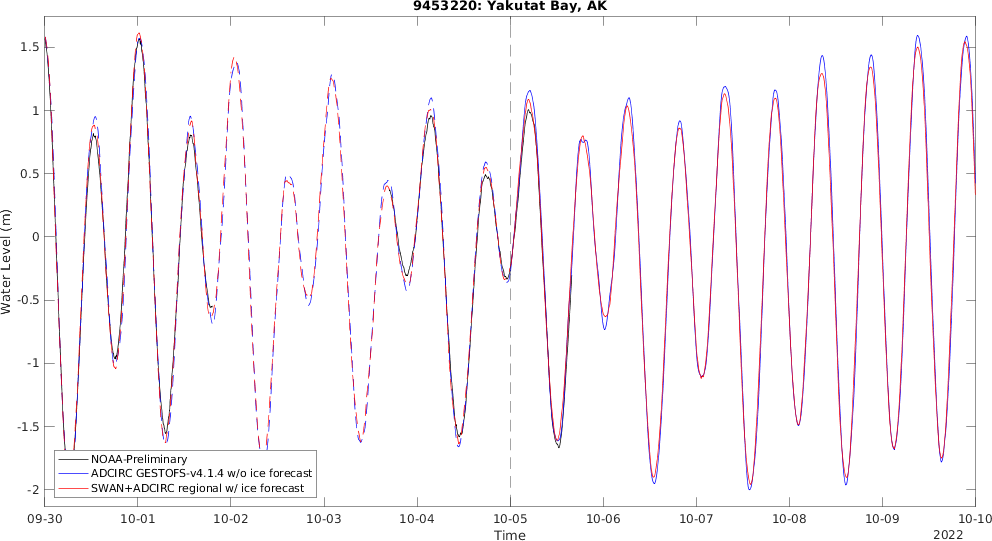 9453220: Yakutat Bay, AK
Water Level (m)
1.5
1
0.5
0
-0.5
-1
-1.5
-2
NOAA-Preliminary
ADCIRC GESTOFS-v4.1.4 w/o ice forecast
SWAN+ADCIRC regional w/ ice forecast
09-30 10-01 10-02 10-03 10-04 10-05 10-06 10-07 10-08 10-09 10-10
Time
2022